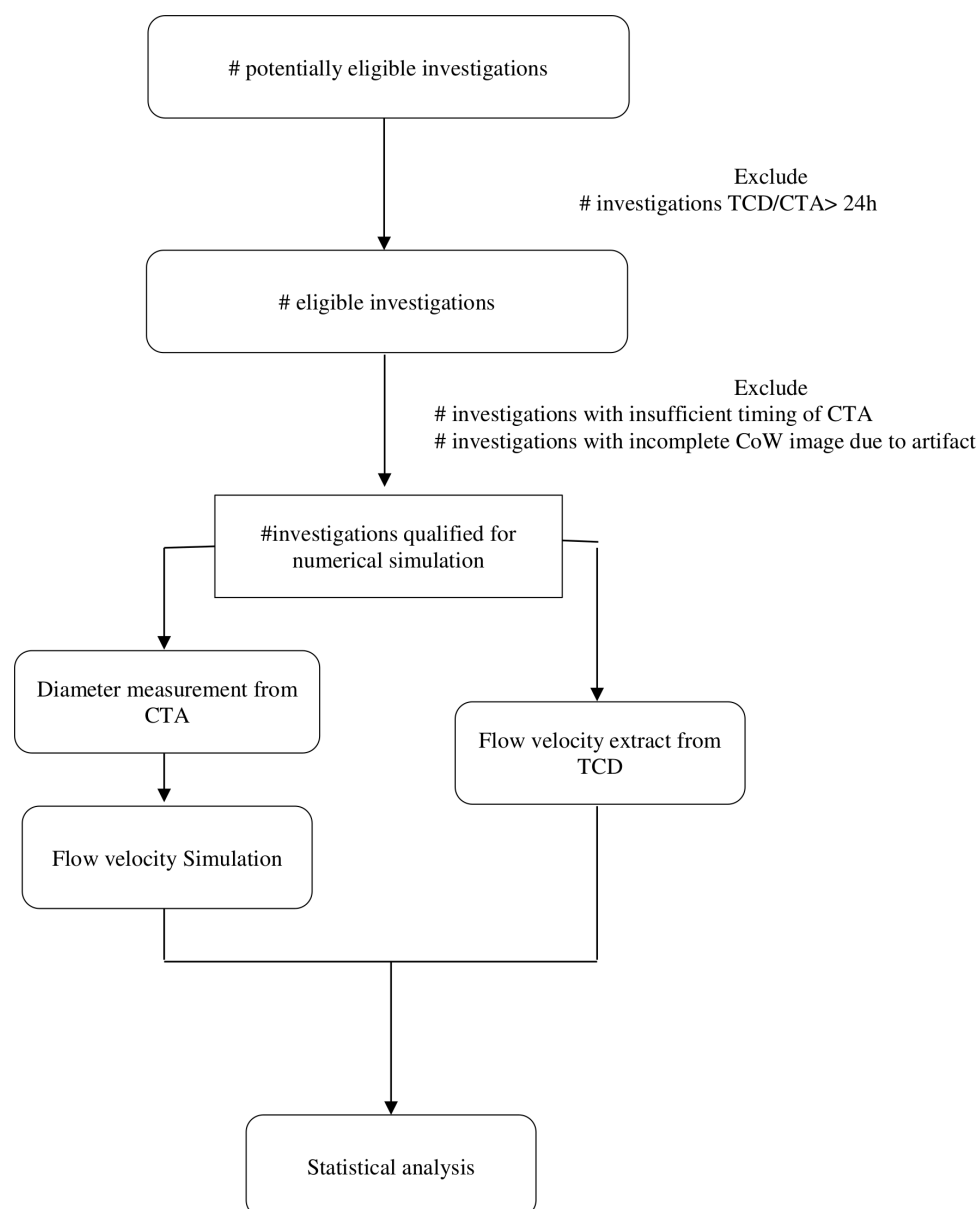 # potentially eligible investigations
Exclude
# investigations TCD/CTA> 24h
# eligible investigations
Exclude
# investigations with insufficient timing of CTA
# investigations with incomplete CoW image due to artifact
#investigations qualified for
numerical simulation
Diameter measurement from
CTA
Flow velocity extract from
TCD
Flow velocity Simulation
Statistical analysis